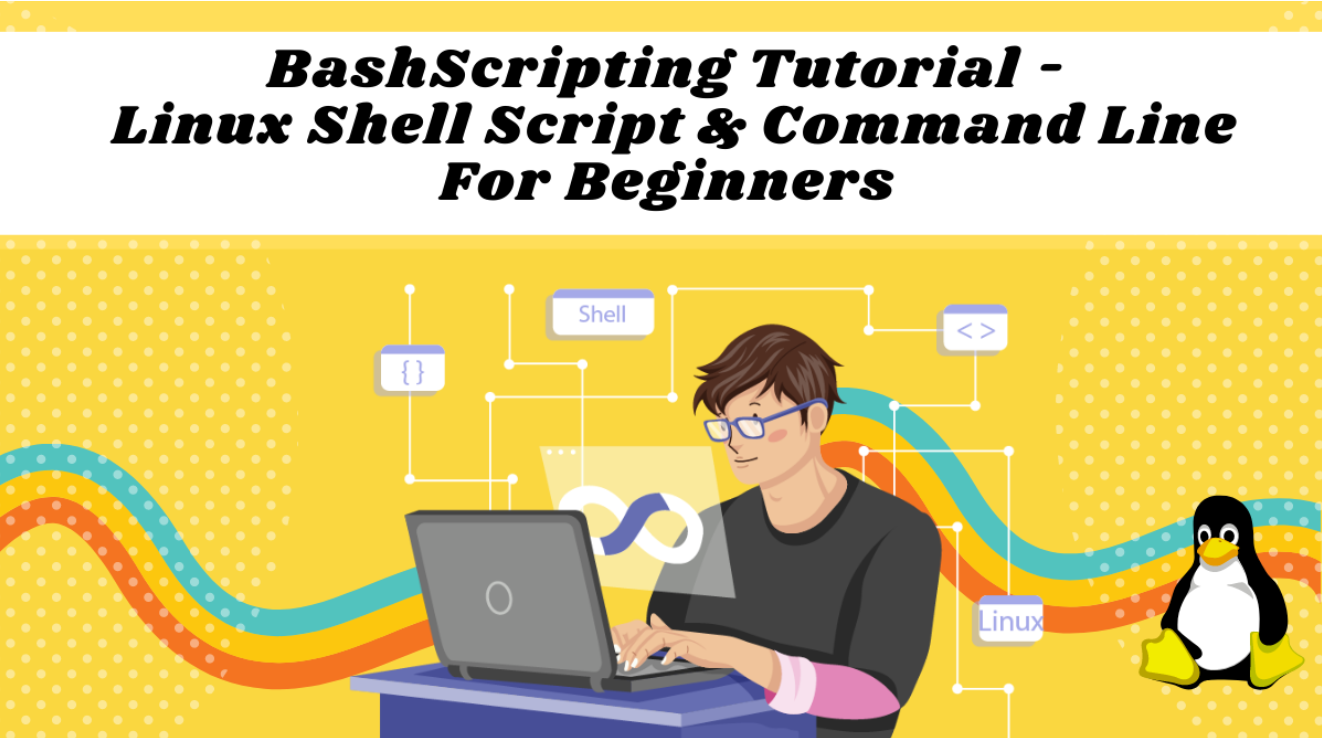 BashScripting Tutorial -
Linux Shell Script & Command Line
For Beginners
Shell
< >
{ }
Linux